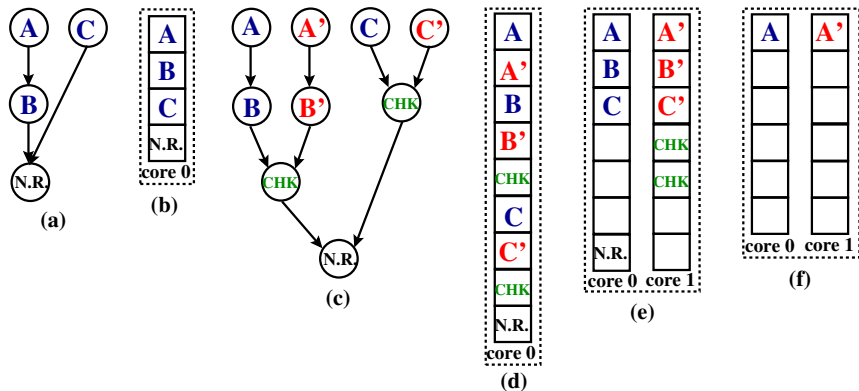 A
C
B
N.R.
(a)
A
B
C
N.R.
core 0
(b)
A
A’
C
C’
B
B’
CHK
CHK
N.R.
(c)
A
A’
B
B’
CHK
C
C’
CHK
N.R.
core 0
(d)
A
A’
B
B’
C
C’
CHK
CHK
N.R.
core 0
core 1
(e)
A
A’
core 0
core 1
(f)